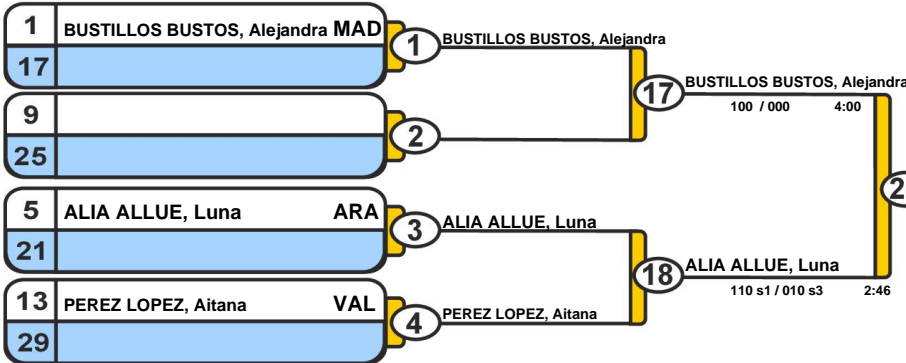 1 BUSTILLOS BUSTOS, Alejandra MAD
17
1 BUSTILLOS BUSTOS, Alejandra
17 BUSTILLOS BUSTOS, Alejandra
100 / 000 4:00
9
25
2
5 ALIA ALLUE, Luna ARA
21
3 ALIA ALLUE, Luna
18 ALIA ALLUE, Luna
110 s1 / 010 s3 2:46
13 PEREZ LOPEZ, Aitana VAL
29
4 PEREZ LOPEZ, Aitana